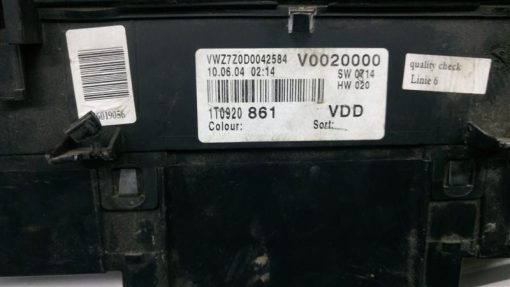 VWZ7Z0D0042584 V0020000
10.06.04 02:14 SW 0714
HW 020
1T0920 861 VDD
Colour: Sort:
quality check
Linie 6
6019056